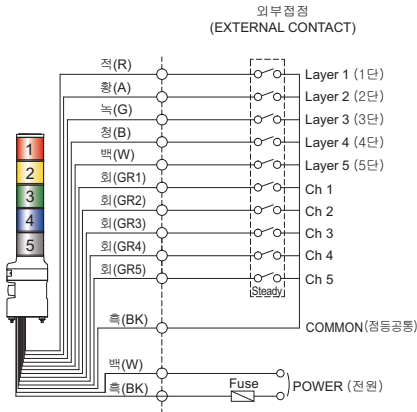 외부접점
(EXTERNAL CONTACT)
적(R) Layer 1 (1단)
황(A) Layer 2 (2단)
녹(G) Layer 3 (3단)
청(B) Layer 4 (4단)
백(W) Layer 5 (5단)
회(GR1) Ch 1
회(GR2) Ch 2
회(GR3) Ch 3
회(GR4) Ch 4
회(GR5) Ch 5
Steady
1
2
3
4
5
흑(BK) COMMON(점등공통)
백(W)
흑(BK) Fuse POWER (전원)